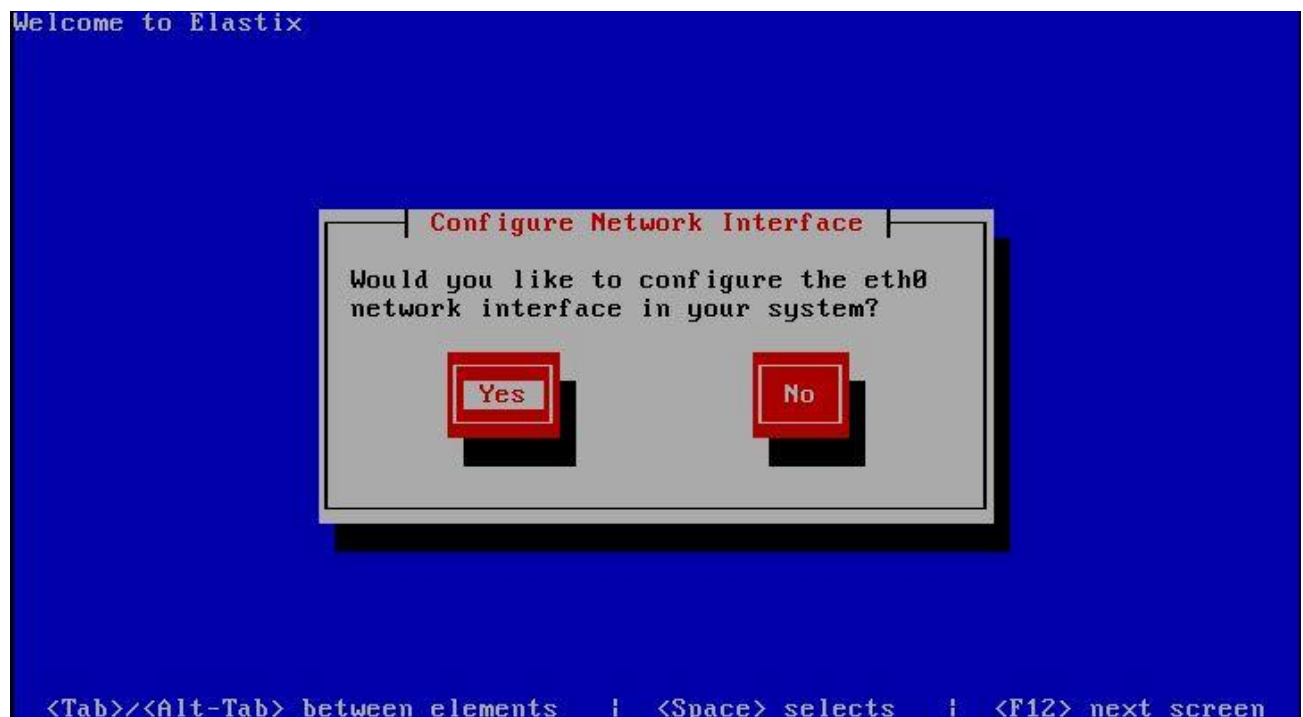 Welcome to Elastix
Configure Network Interface
Would you like to configure the eth0
network interface in your system?
Yes No
<Tab>/<Alt-Tab> between elements | <Space> selects | <F12> next screen